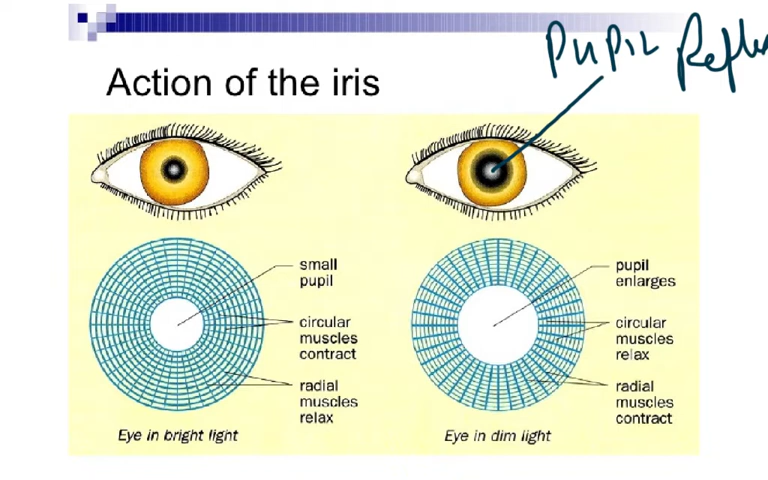 Pupil Reflex
Action of the iris
small
pupil
circular
muscles
contract
radial
muscles
relax
Eye in bright light
pupil
enlarges
circular
muscles
relax
radial
muscles
contract
Eye in dim light